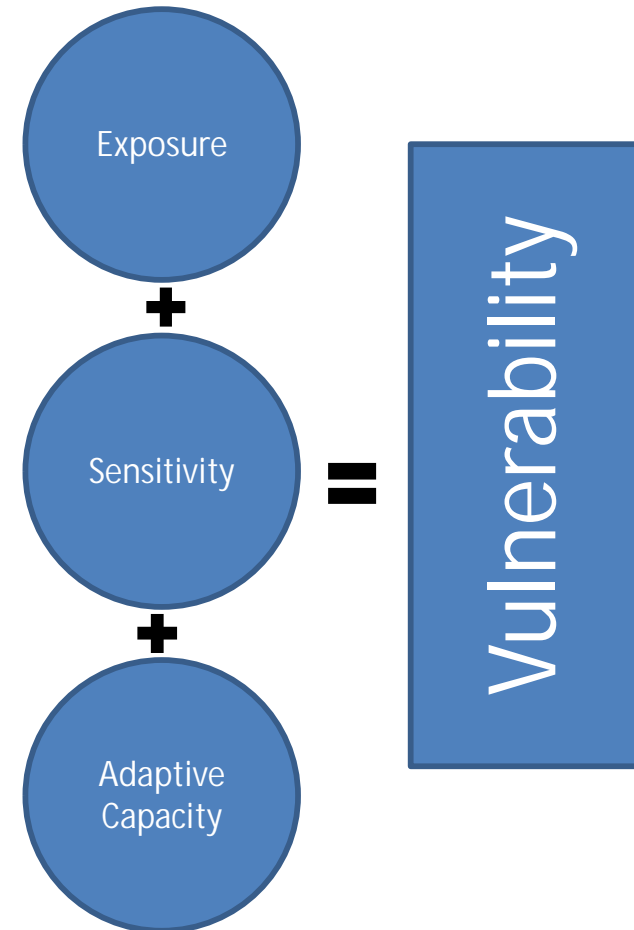 Exposure
+
Sensitivity
=
Vulnerability
+
Adaptive
Capacity